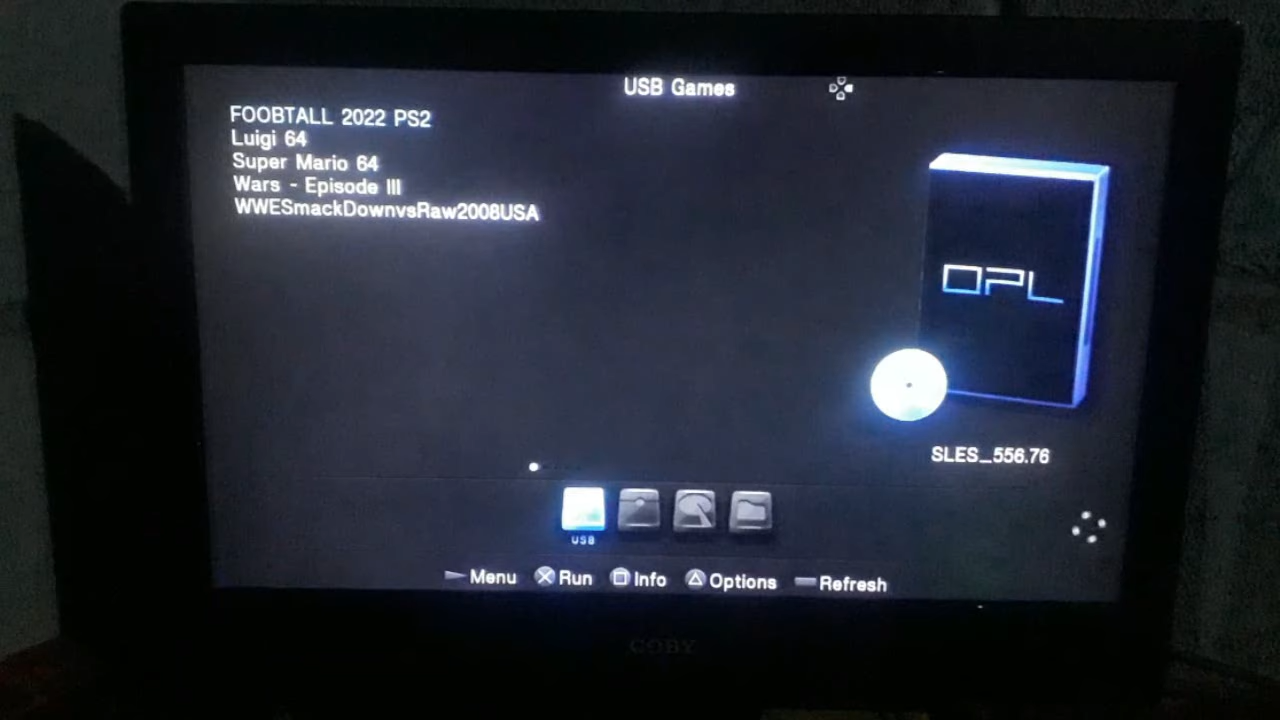 USB Games
FOOBTALL 2022 PS2
Luigi 64
Super Mario 64
Wars - Episode III
WWESmackDownvsRaw2008USA
OPL
SLES_556.76
USB
Menu Run Info Options Refresh
COBY